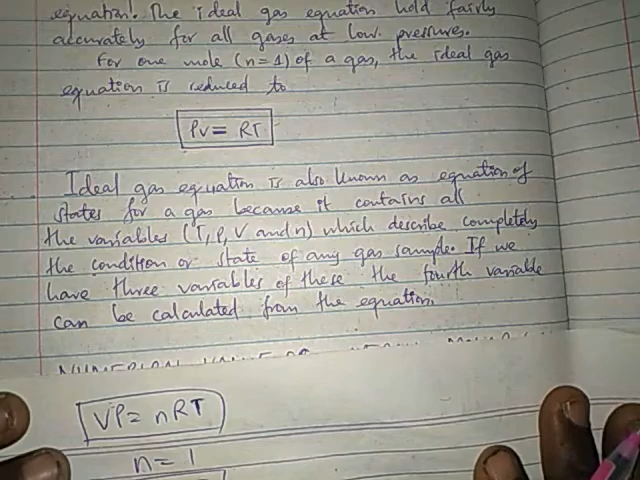 equation. The ideal gas equation hold fairly
accurately for all gases at low pressures.
For one mole (n=1) of a gas, the ideal gas
equation is reduced to
PV = RT
Ideal gas equation is also known as equation of
states for a gas because it contains all
the variables (T, P, V and n) which describe completely
the condition or state of any gas sample. If we
have three variables of these the fourth variable
can be calculated from the equation.
VP = nRT
n = 1